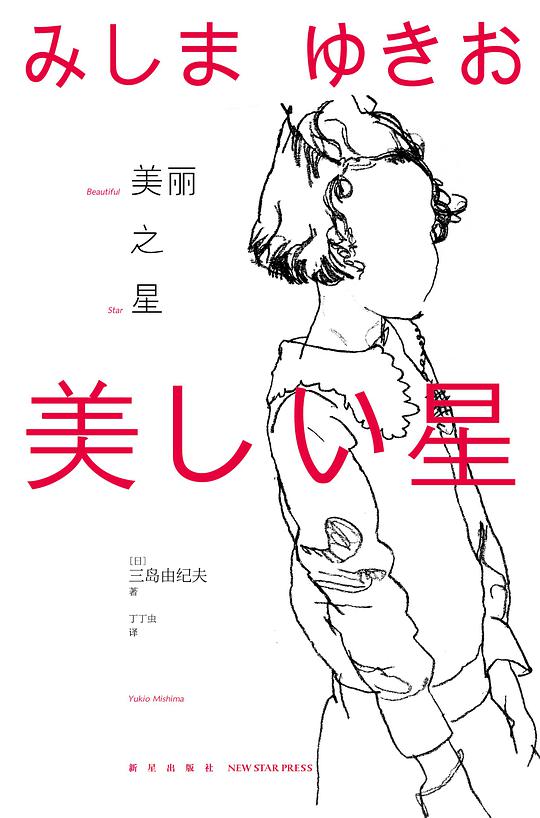 みしま ゆきお
Beautiful 美丽
之
Star 星
美しい星
[日]
三岛由纪夫
著
丁丁虫
译
Yukio Mishima
新星出版社 NEW STAR PRESS